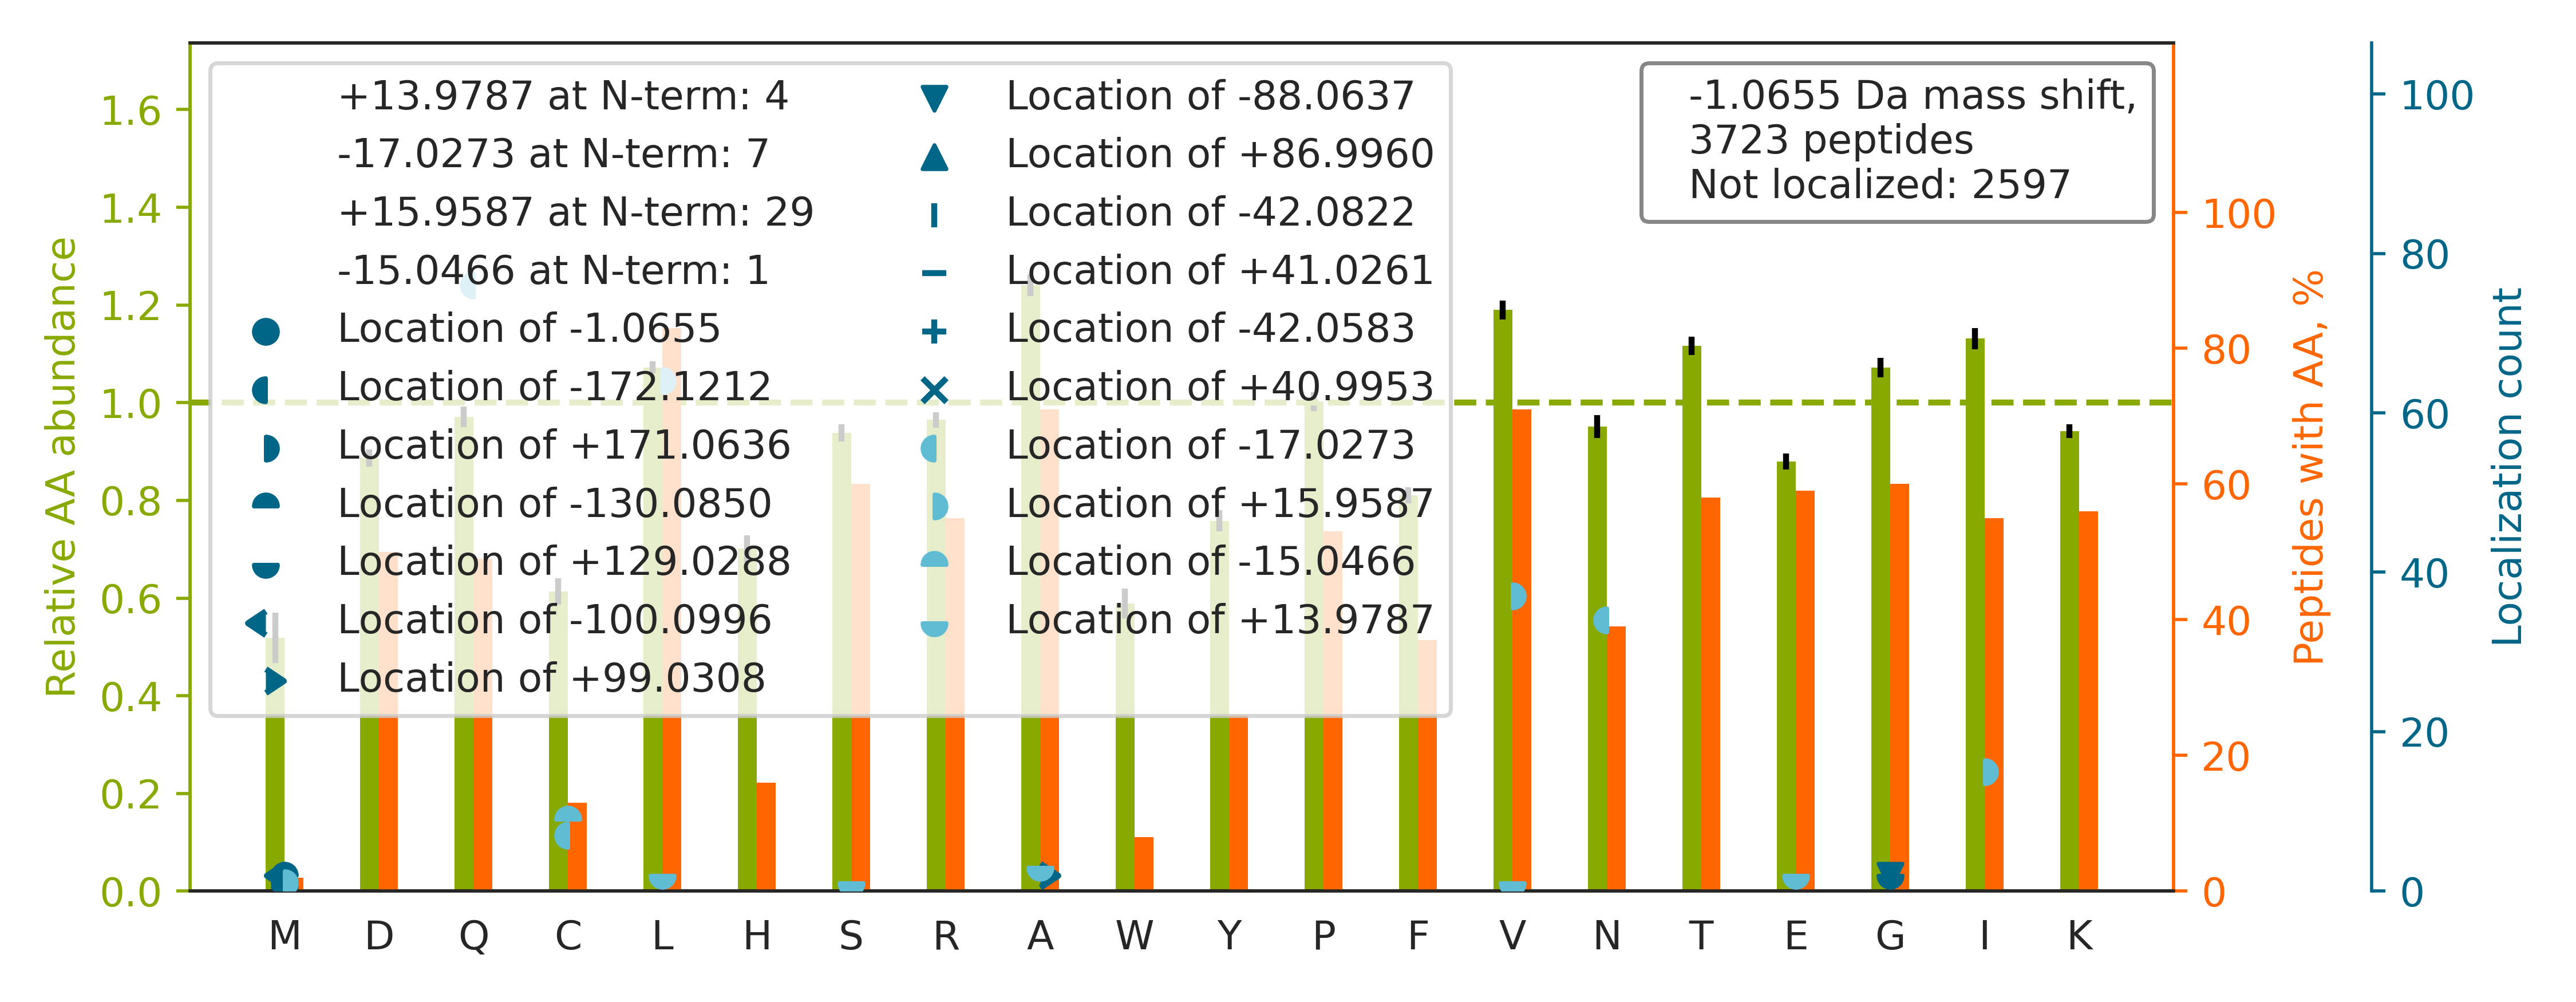 +13.9787 at N-term: 4
-17.0273 at N-term: 7
+15.9587 at N-term: 29
-15.0466 at N-term: 1
Location of -1.0655
Location of -172.1212
Location of +171.0636
Location of -130.0850
Location of +129.0288
Location of -100.0996
Location of +99.0308
Location of -88.0637
Location of +86.9960
Location of -42.0822
Location of +41.0261
Location of -42.0583
Location of +40.9953
Location of -17.0273
Location of +15.9587
Location of -15.0466
Location of +13.9787
-1.0655 Da mass shift,
3723 peptides
Not localized: 2597
Relative AA abundance
1.6
1.4
1.2
1.0
0.8
0.6
0.4
0.2
0.0
M D Q C L H S R A W Y P F V N T E G I K
100
80
60
40
20
0
Peptides with AA, %
100
80
60
40
20
0
Localization count